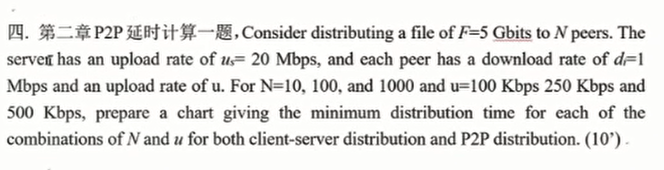 四. 第二章P2P延时计算一题，Consider distributing a file of F=5 Gbits to N peers. The
server has an upload rate of us= 20 Mbps, and each peer has a download rate of di=1
Mbps and an upload rate of u. For N=10, 100, and 1000 and u=100 Kbps 250 Kbps and
500 Kbps, prepare a chart giving the minimum distribution time for each of the
combinations of N and u for both client-server distribution and P2P distribution. (10’) .